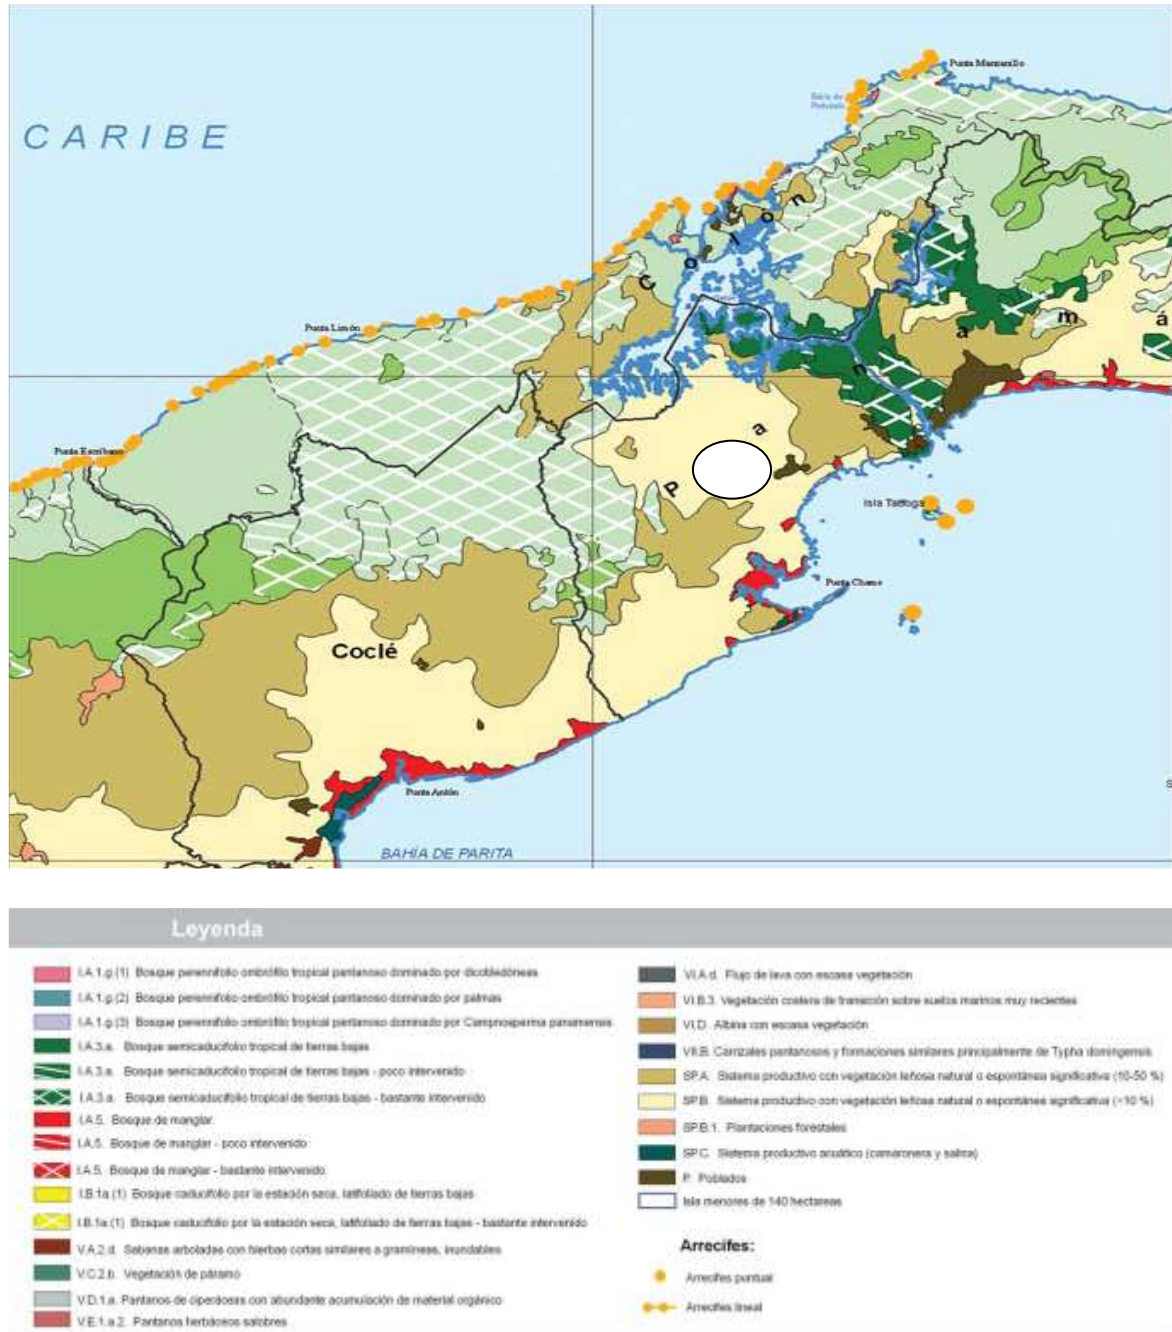 Punta Manzanillo
Bahía de
Portobelo
CARIBE
Colón
Panamá
Punta Limón
Punta Escribano
Isla Taboga
Punta Chame
Coclé
Punta Antón
BAHÍA DE PARITA
S
Leyenda
I.A.1.g.(1) Bosque perennifolio ombrófilo tropical pantanoso dominado por dicotiledóneas
I.A.1.g.(2) Bosque perennifolio ombrófilo tropical pantanoso dominado por palmas
I.A.1.g.(3) Bosque perennifolio ombrófilo tropical pantanoso dominado por Campnosperma panamensis
I.A.3.a. Bosque semicaducifolio tropical de tierras bajas
I.A.3.a. Bosque semicaducifolio tropical de tierras bajas - poco intervenido
I.A.3.a. Bosque semicaducifolio tropical de tierras bajas - bastante intervenido
I.A.5. Bosque de manglar
I.A.5. Bosque de manglar - poco intervenido
I.A.5. Bosque de manglar - bastante intervenido
I.B.1a.(1) Bosque caducifolio por la estación seca, latifoliado de tierras bajas
I.B.1a.(1) Bosque caducifolio por la estación seca, latifoliado de tierras bajas - bastante intervenido
V.A.2.d. Sabanas arboladas con hierbas cortas similares a gramíneas, inundables
V.C.2.b. Vegetación de páramo
V.D.1.a. Pantanos de ciperáceas con abundante acumulación de material orgánico
V.E.1.a.2. Pantanos herbáceos salobres
VI.A.d. Flujo de lava con escasa vegetación
VI.B.3. Vegetación costera de transición sobre suelos marinos muy recientes
VI.D. Albina con escasa vegetación
VII.B. Carrizales pantanosos y formaciones similares principalmente de Typha domingensis
SP.A. Sistema productivo con vegetación leñosa natural o espontánea significativa (10-50 %)
SP.B. Sistema productivo con vegetación leñosa natural o espontánea significativa (<10 %)
SP.B.1. Plantaciones forestales
SP.C. Sistema productivo acuático (camaronera y salina)
P. Poblados
Isla menores de 140 hectareas
Arrecifes:
Arrecifes puntual
Arrecifes lineal